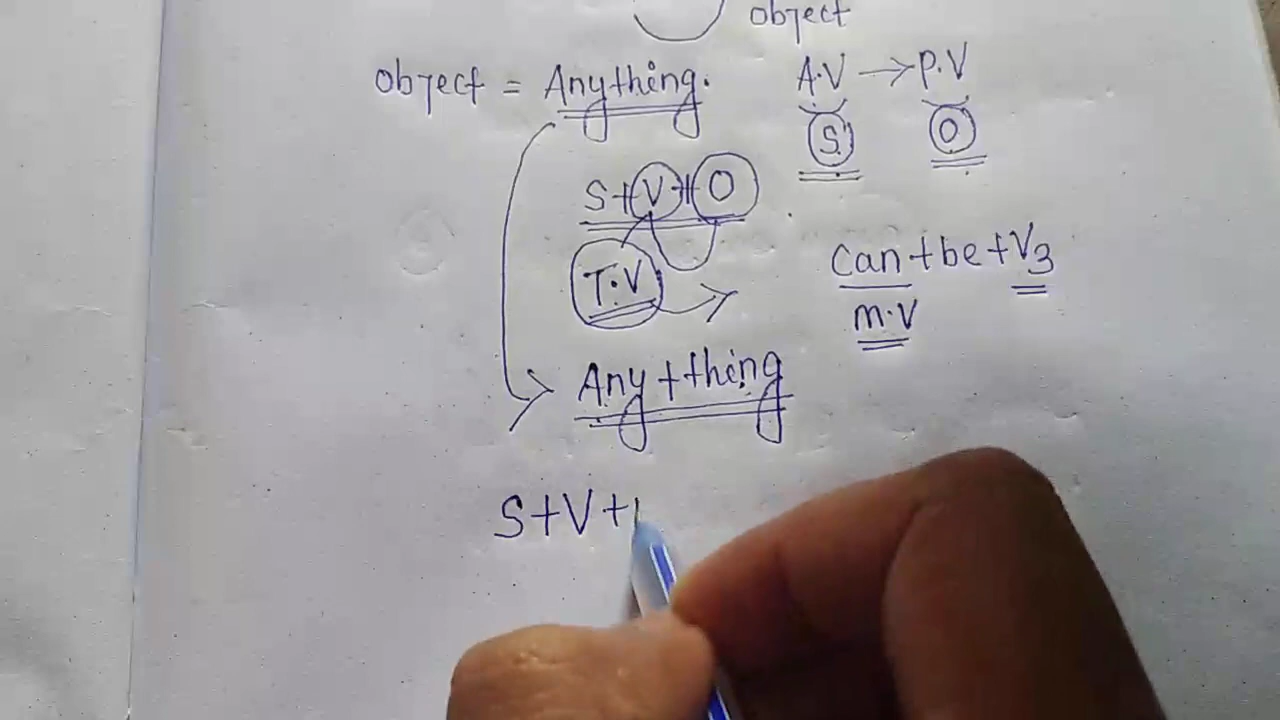 object
object = Anything.
A.V → P.V
S O
S+V+O
T.V →
can+be+V3
m.V
Any+thing
S+V+